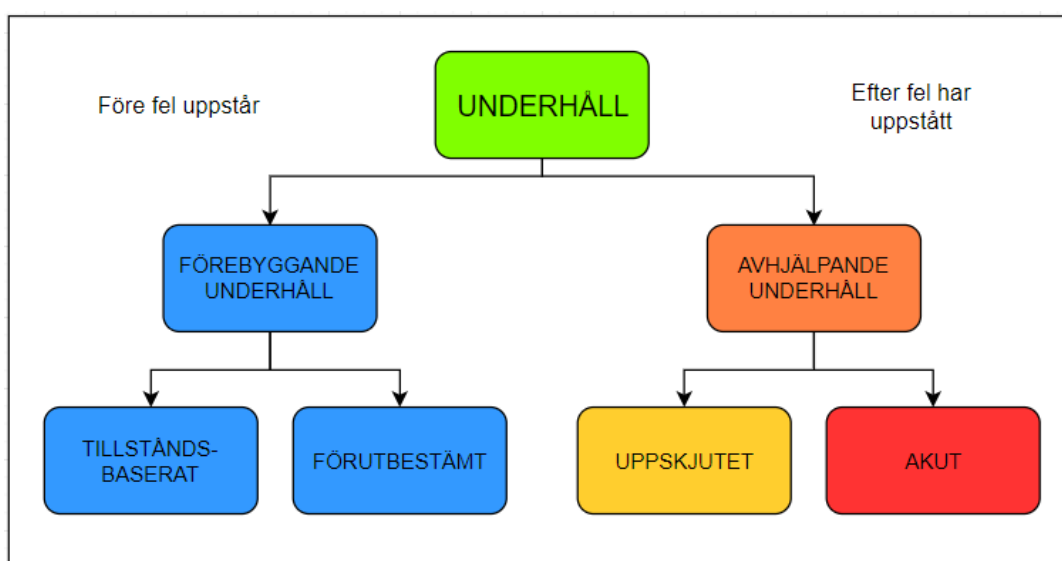 Före fel uppstår
UNDERHÅLL
Efter fel har
uppstått
FÖREBYGGANDE
UNDERHÅLL
AVHJÄLPANDE
UNDERHÅLL
TILLSTÅNDS-
BASERAT
FÖRUTBESTÄMT
UPPSKJUTET
AKUT